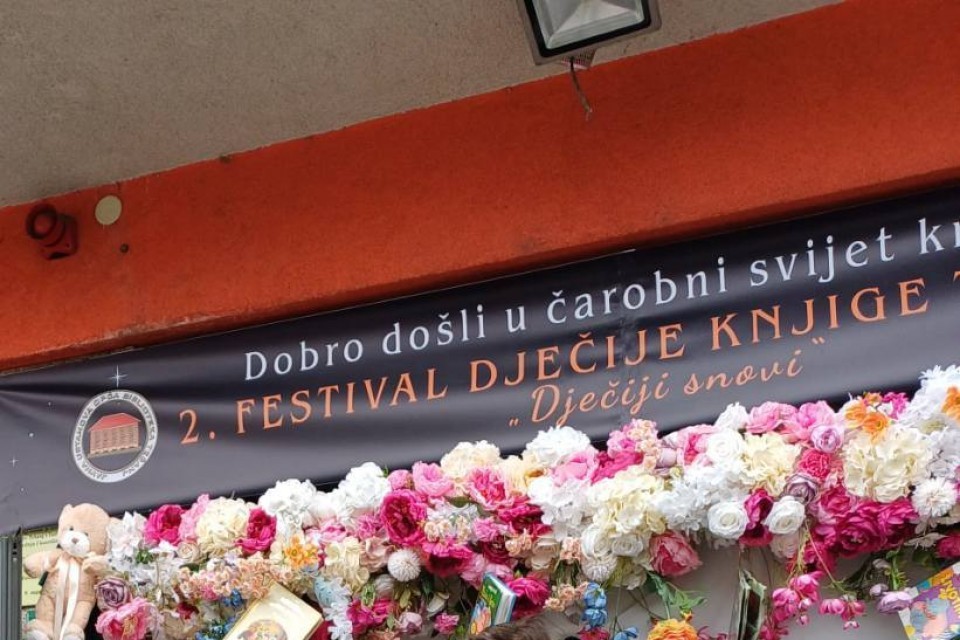 Dobro došli u čarobni svijet
2. FESTIVAL DJEČIJE KNJIGE
„Dječiji snovi”